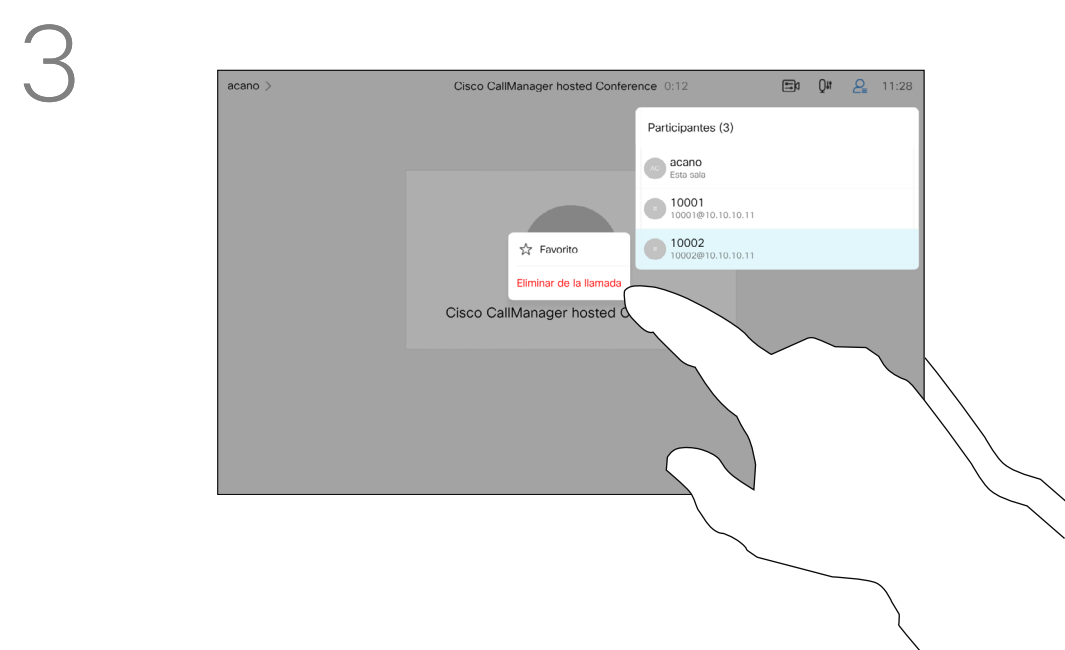 3
acano >
Cisco CallManager hosted Conference 0:12
11:28
Participantes (3)
AC
acano
Esta sala
10001
10001@10.10.10.11
10002
10002@10.10.10.11
Favorito
Eliminar de la llamada
Cisco CallManager hosted C